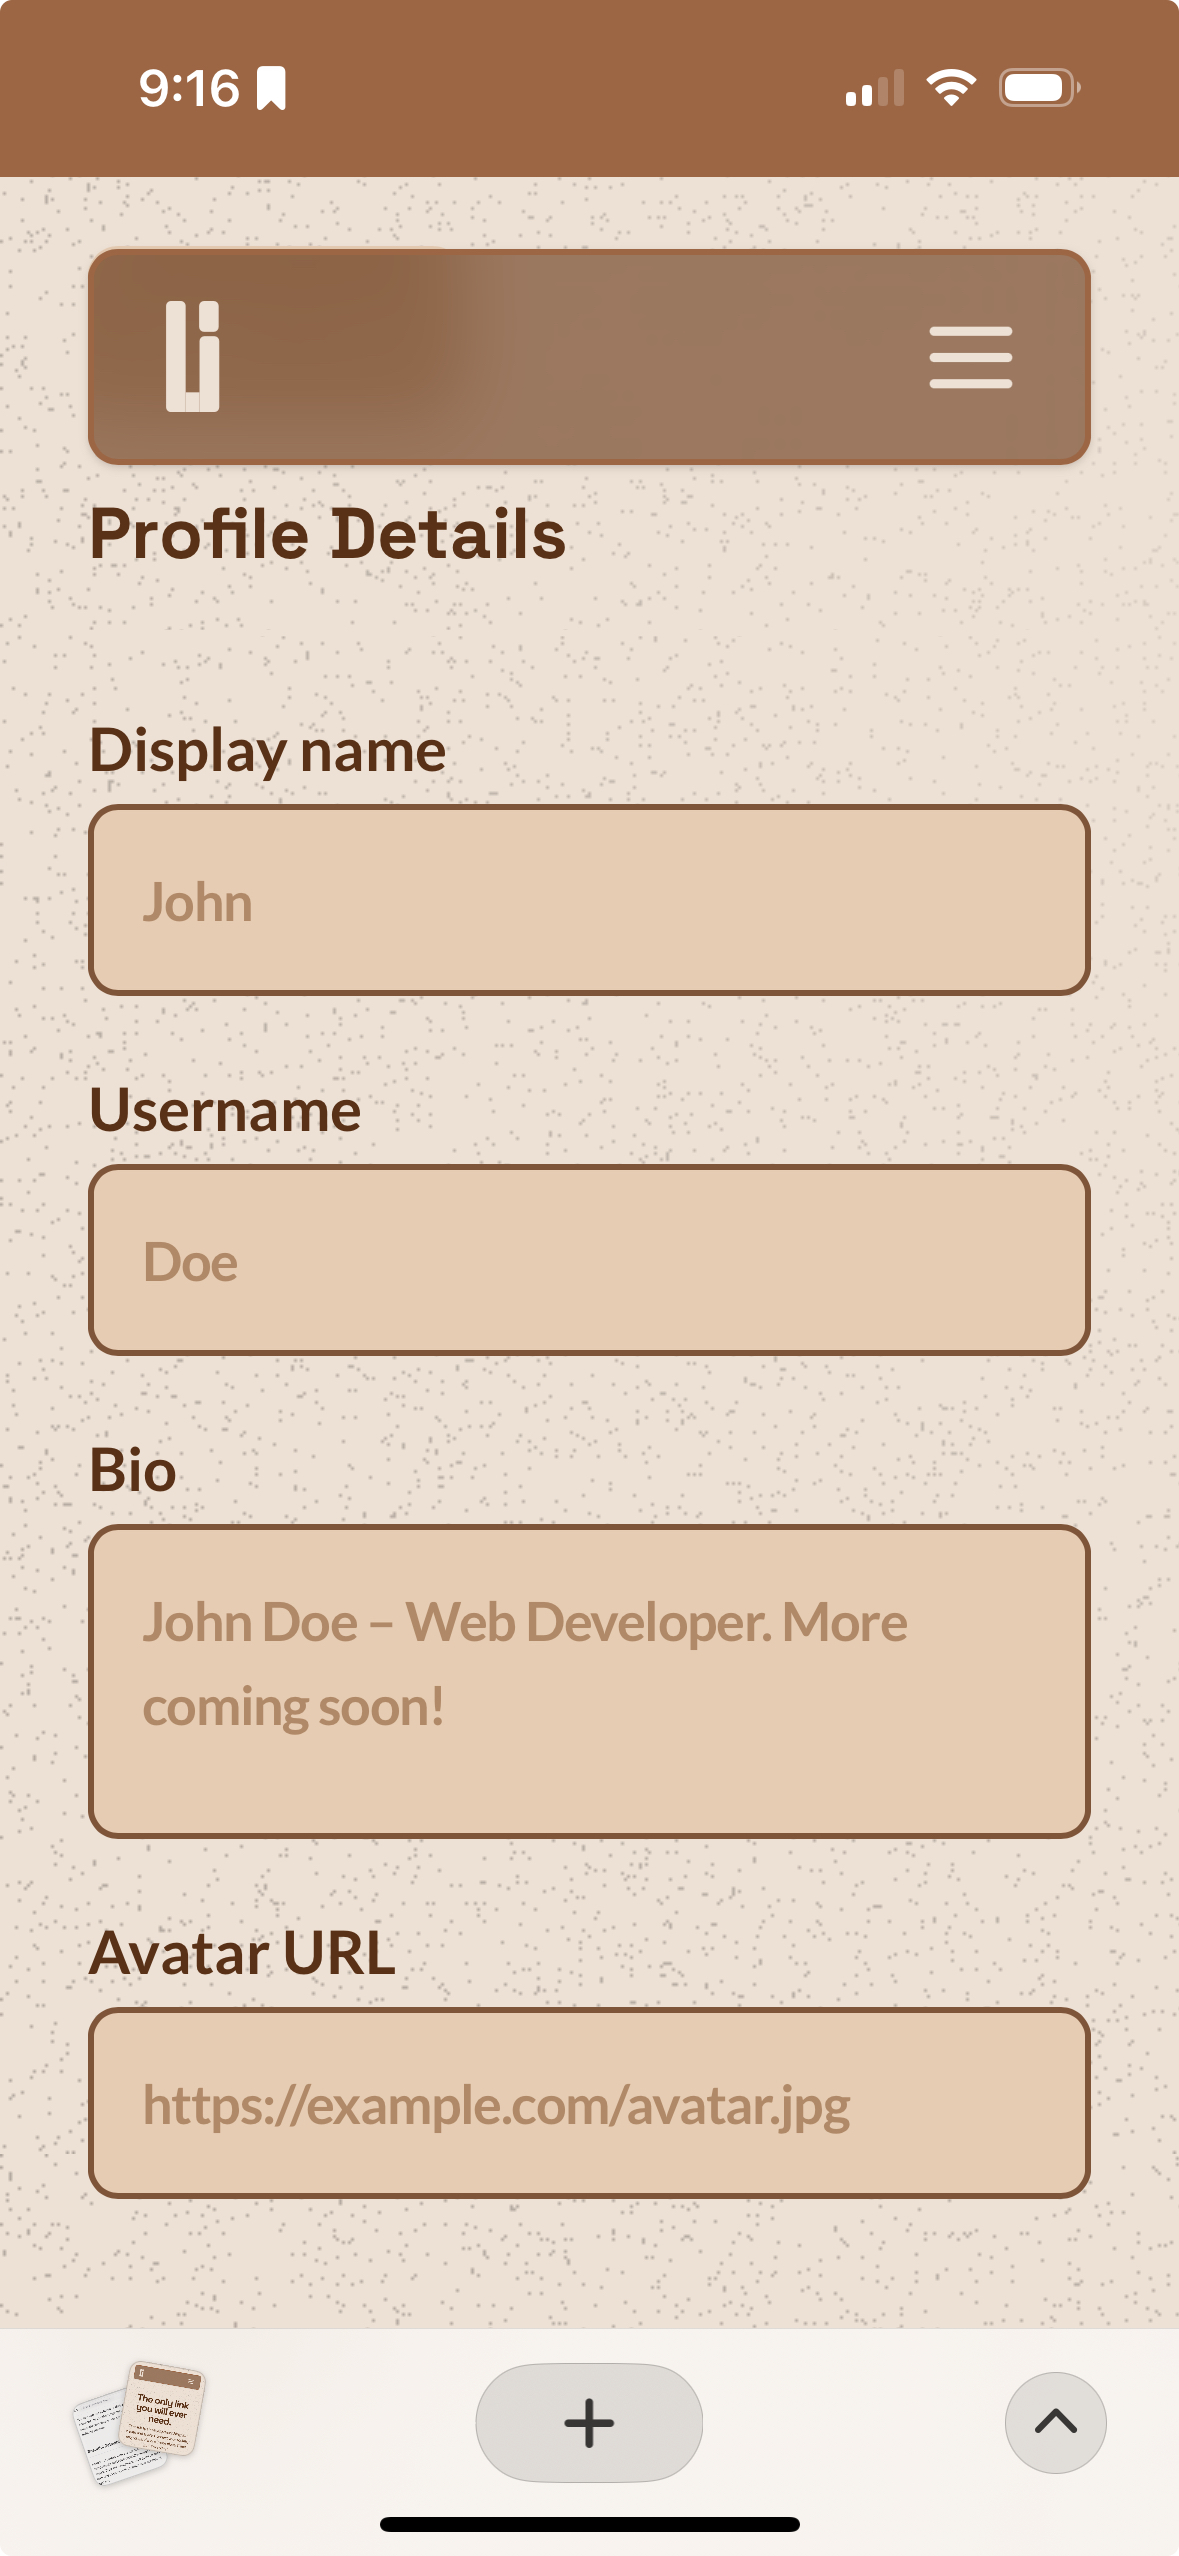 9:16
li
Profile Details
Display name
John
Username
Doe
Bio
John Doe – Web Developer. More
coming soon!
Avatar URL
https://example.com/avatar.jpg
The only link
you will ever
need.